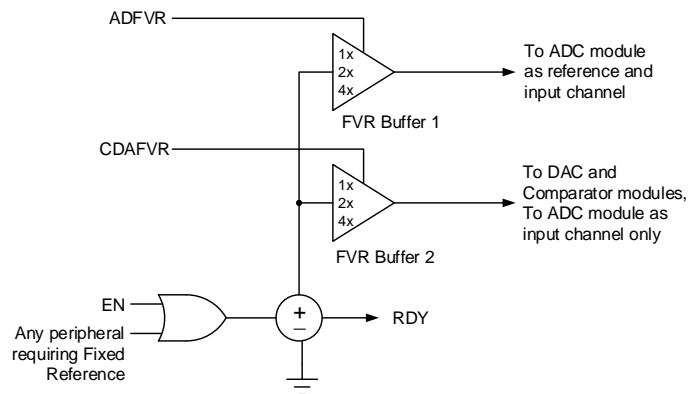 ADFVR
1x
2x
4x
To ADC module
as reference and
input channel
FVR Buffer 1
CDAFVR
1x
2x
4x
To DAC and
Comparator modules,
To ADC module as
input channel only
FVR Buffer 2
EN
+
–
RDY
Any peripheral
requiring Fixed
Reference